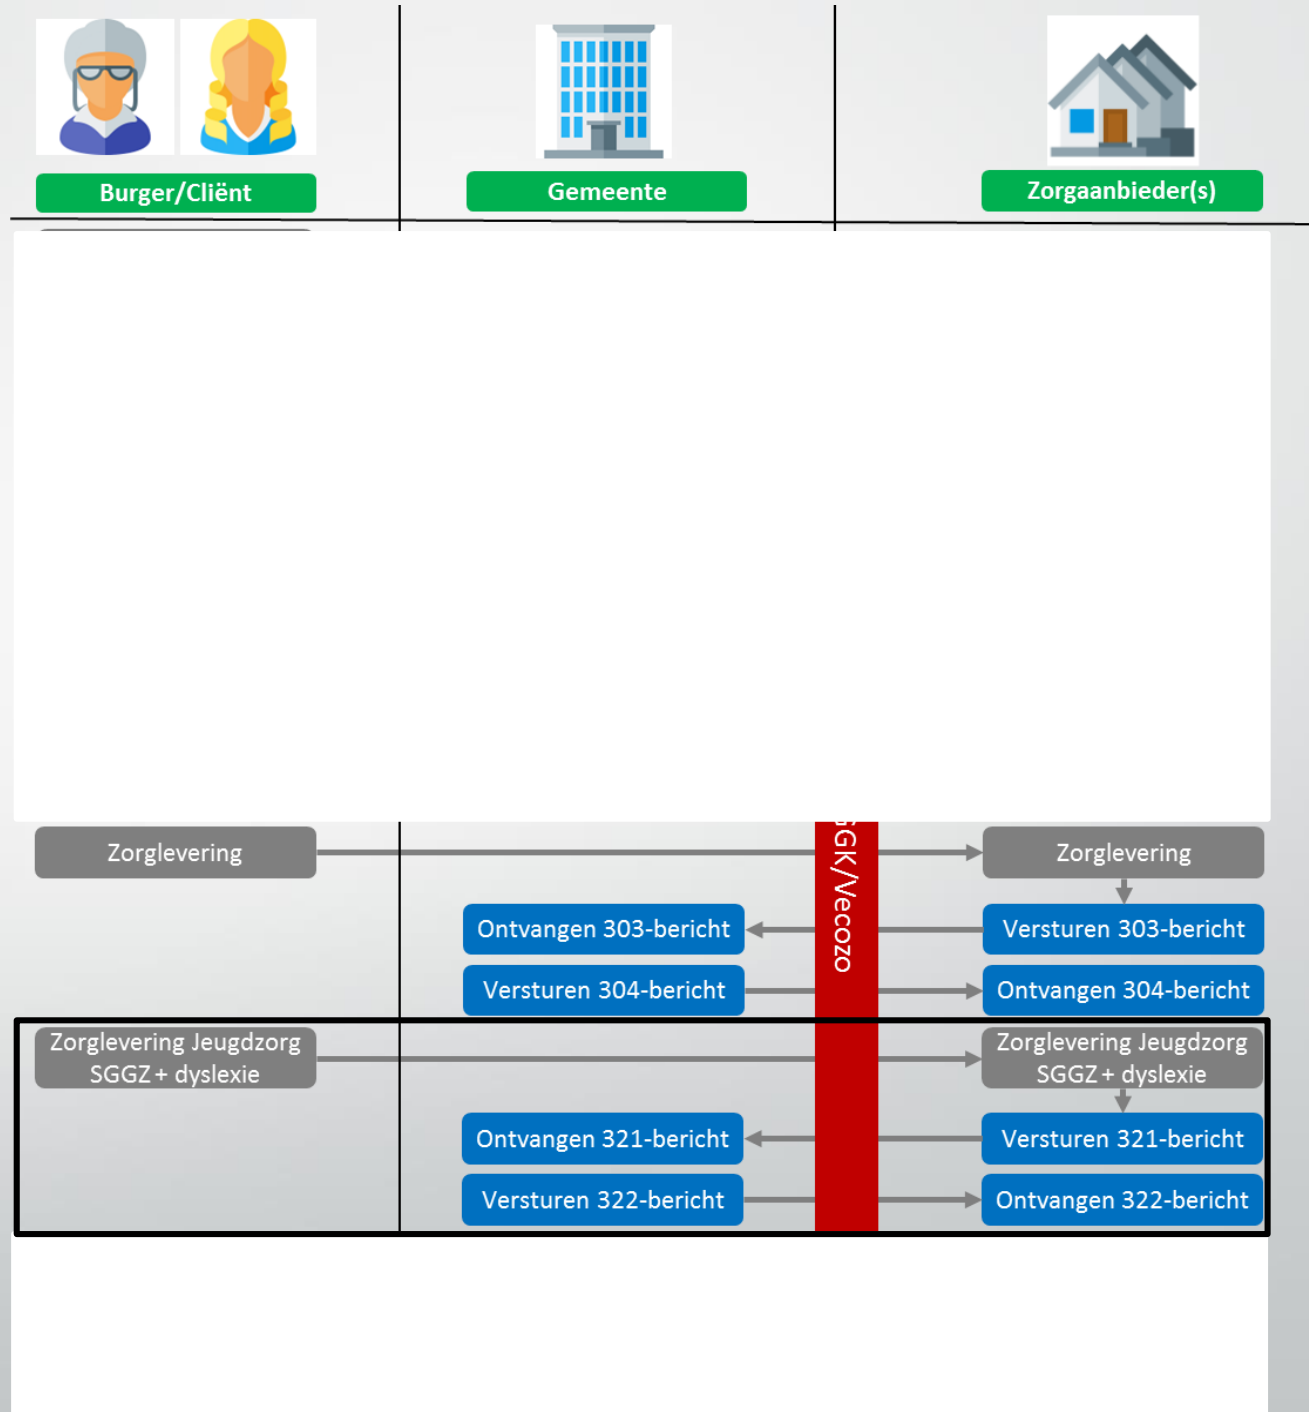 Burger/Cliënt
Gemeente
Zorgaanbieder(s)
Zorglevering
Zorglevering
GGK/Vecozo
Ontvangen 303-bericht
Versturen 303-bericht
Versturen 304-bericht
Ontvangen 304-bericht
Zorglevering Jeugdzorg
SGGZ + dyslexie
Zorglevering Jeugdzorg
SGGZ + dyslexie
Ontvangen 321-bericht
Versturen 321-bericht
Versturen 322-bericht
Ontvangen 322-bericht